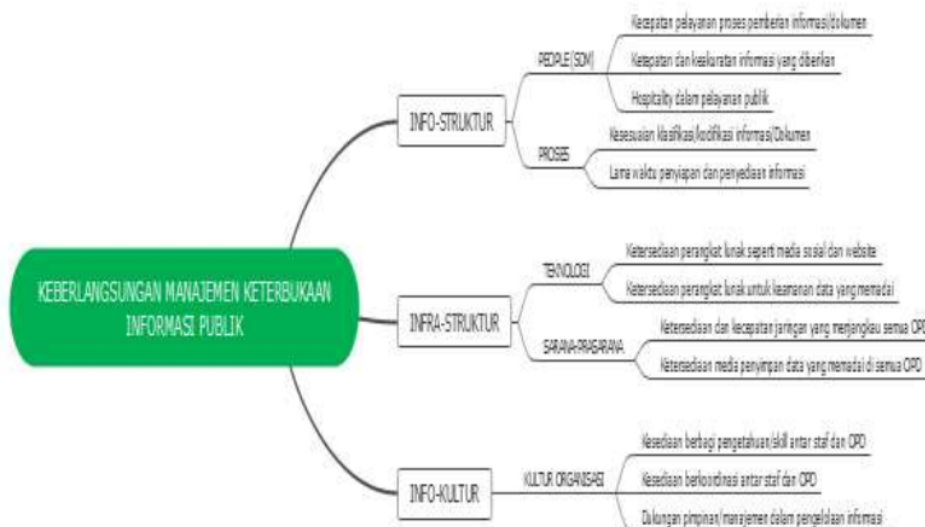 Kecepatan pelayanan proses pemberian informasi/dokumen
PEOPLE (SDM)
Ketepatan dan keakuratan informasi yang diberikan
Hospitality dalam pelayanan publik
INFO-STRUKTUR
Kesesuaian klasifikasi/kodifikasi informasi/Dokumen
PROSES
Lama waktu penyiapan dan penyediaan informasi
KEBERLANGSUNGAN MANAJEMEN KETERBUKAAN
INFORMASI PUBLIK
Ketersediaan perangkat lunak seperti media sosial dan website
TEKNOLOGI
Ketersediaan perangkat lunak untuk keamanan data yang memadai
INFRA-STRUKTUR
Ketersediaan dan kecepatan jaringan yang menjangkau semua OPD
SARANA-PRASARANA
Ketersediaan media penyimpan data yang memadai di semua OPD
Kesediaan berbagi pengetahuan/skill antar staf dan OPD
INFO-KULTUR
KULTUR ORGANISASI
Kesediaan berkoordinasi antar staf dan OPD
Dukungan pimpinan/manajemen dalam pengelolaan informasi